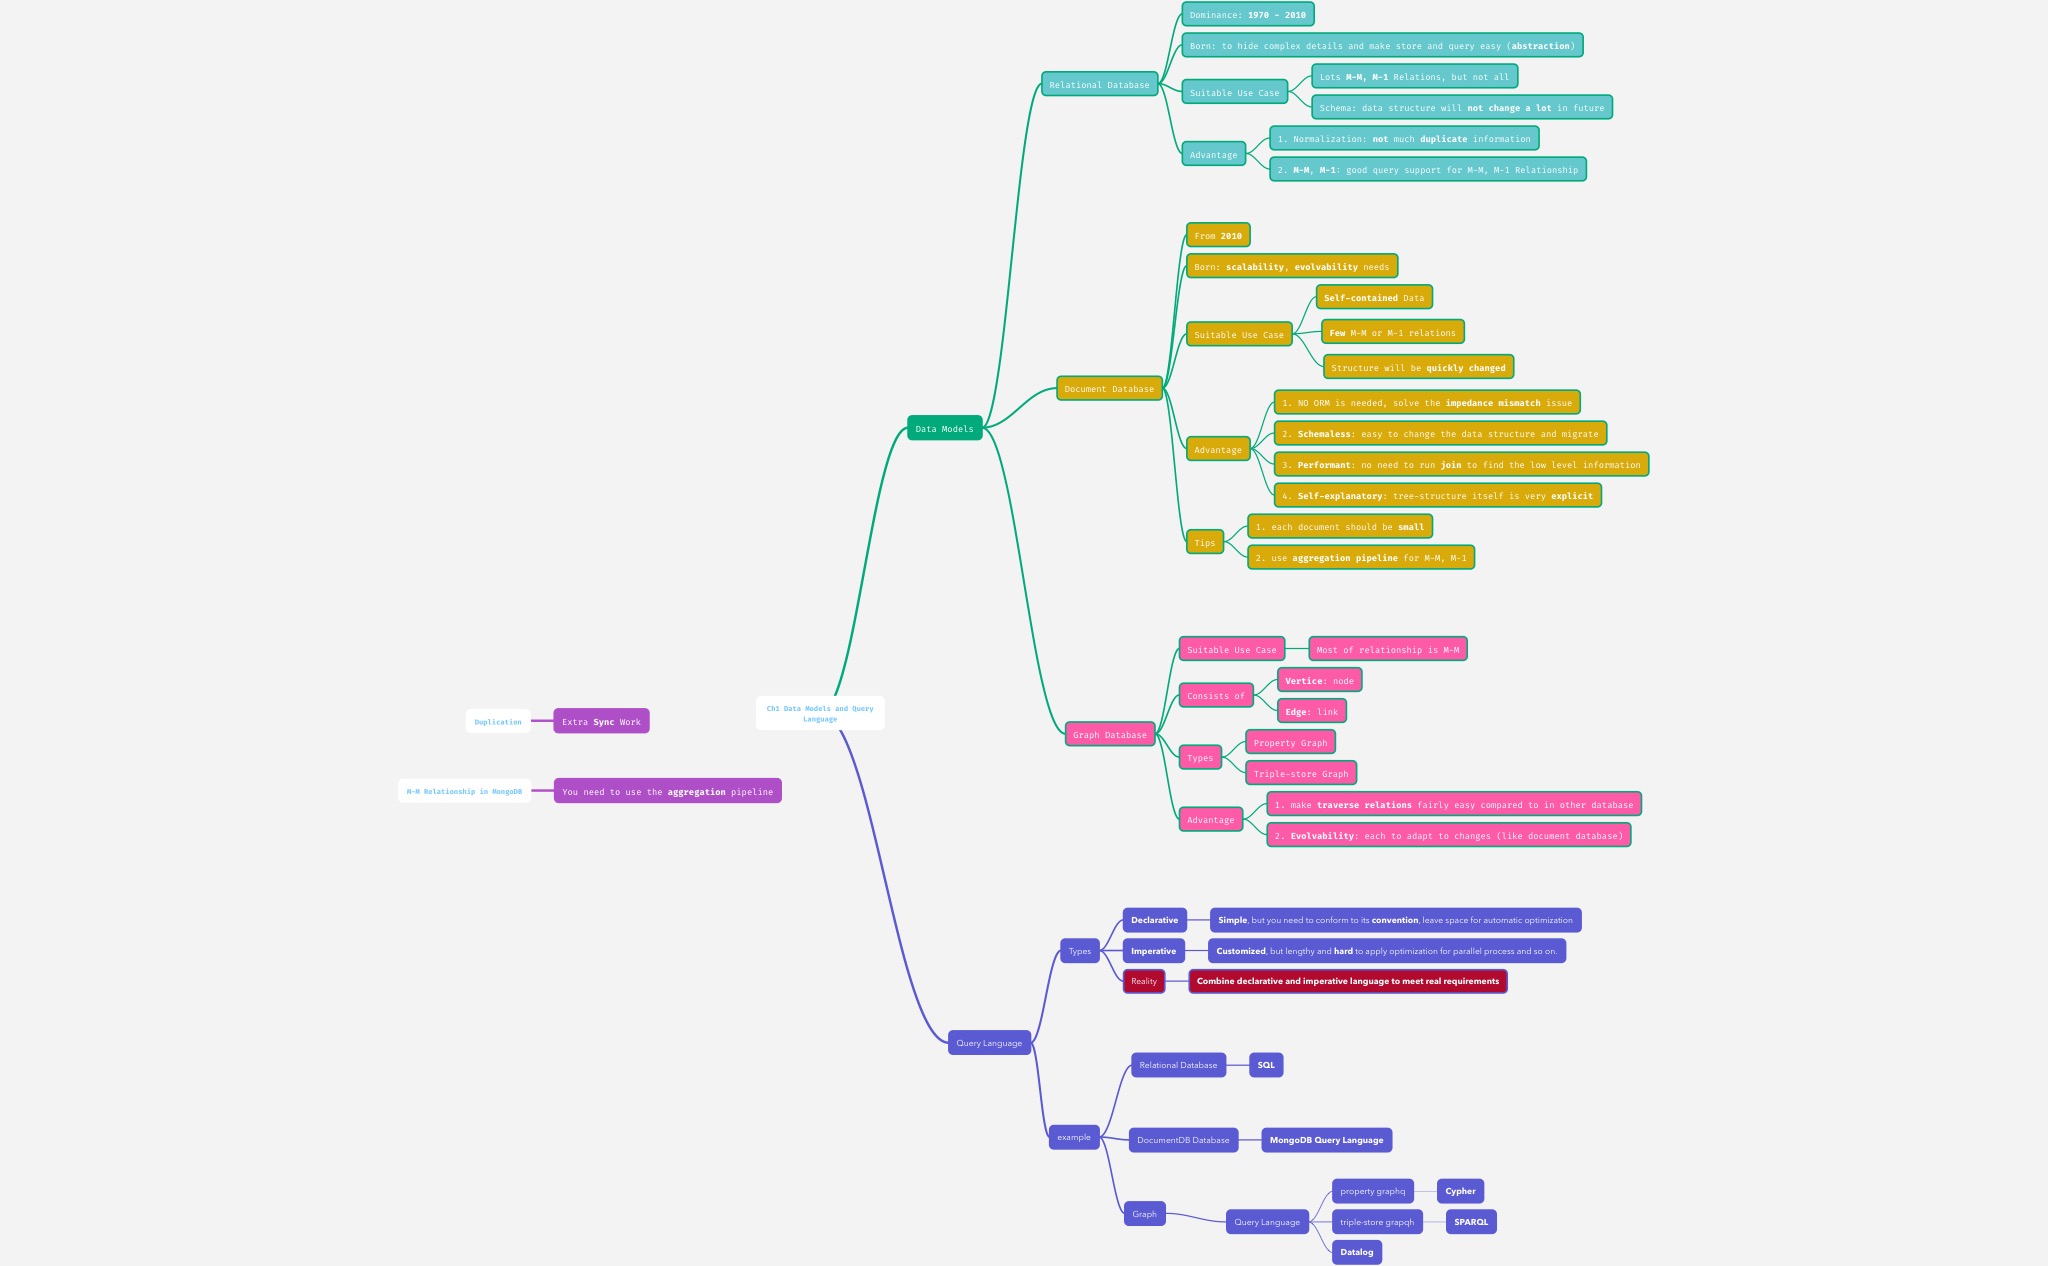 Dominance: 1970 - 2010
Born: to hide complex details and make store and query easy (abstraction)
Relational Database
Suitable Use Case
Lots M-M, M-1 Relations, but not all
Schema: data structure will not change a lot in future
Advantage
1. Normalization: not much duplicate information
2. M-M, M-1: good query support for M-M, M-1 Relationship
From 2010
Born: scalability, evolvability needs
Suitable Use Case
Self-contained Data
Few M-M or M-1 relations
Structure will be quickly changed
Document Database
Data Models
Advantage
1. NO ORM is needed, solve the impedance mismatch issue
2. Schemaless: easy to change the data structure and migrate
3. Performant: no need to run join to find the low level information
4. Self-explanatory: tree-structure itself is very explicit
Tips
1. each document should be small
2. use aggregation pipeline for M-M, M-1
Suitable Use Case
Most of relationship is M-M
Consists of
Vertice: node
Edge: link
Graph Database
Types
Property Graph
Triple-store Graph
Advantage
1. make traverse relations fairly easy compared to in other database
2. Evolvability: each to adapt to changes (like document database)
Ch1 Data Models and Query
Language
Duplication
Extra Sync Work
M-M Relationship in MongoDB
You need to use the aggregation pipeline
Types
Declarative
Simple, but you need to conform to its convention, leave space for automatic optimization
Imperative
Customized, but lengthy and hard to apply optimization for parallel process and so on.
Reality
Combine declarative and imperative language to meet real requirements
Query Language
example
Relational Database
SQL
DocumentDB Database
MongoDB Query Language
Graph
Query Language
property graphq
Cypher
triple-store grapqh
SPARQL
Datalog